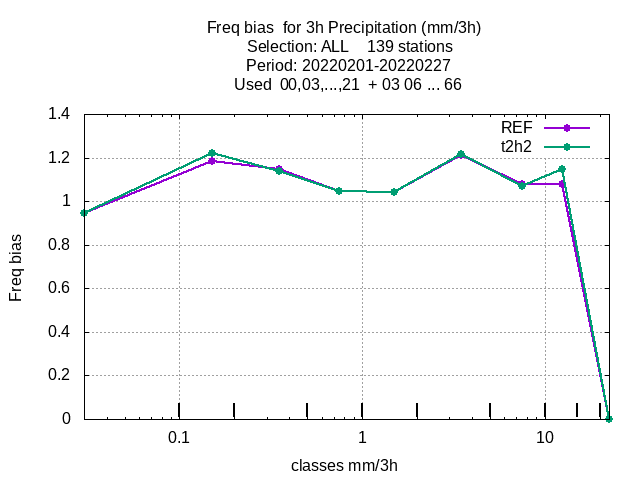 Freq bias  for 3h Precipitation (mm/3h)
Selection: ALL    139 stations
Period: 20220201-20220227
Used  00,03,...,21  + 03 06 ... 66
REF
t2h2
1.4
1.2
1
0.8
0.6
0.4
0.2
0
Freq bias
0.1
1
10
classes mm/3h